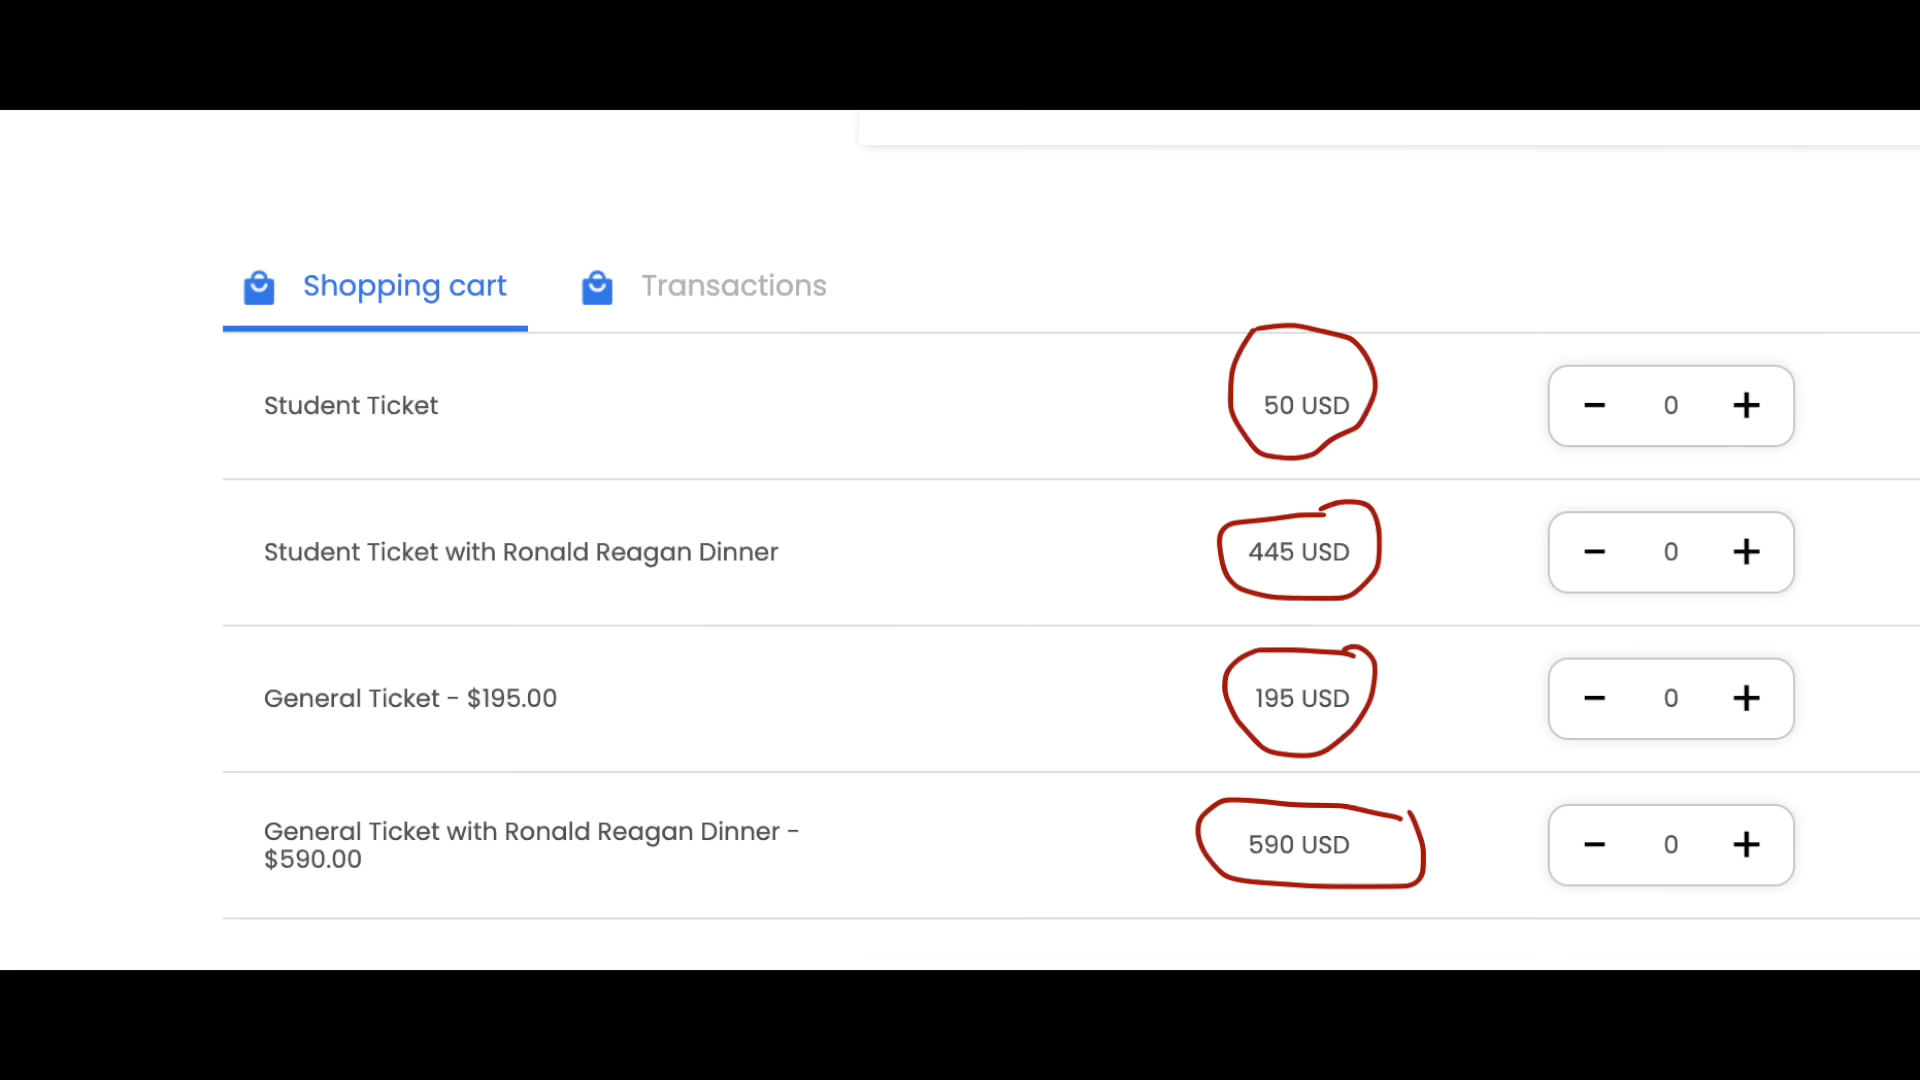 Shopping cart
Transactions
Student Ticket
50 USD
0
Student Ticket with Ronald Reagan Dinner
445 USD
0
General Ticket - $195.00
195 USD
0
General Ticket with Ronald Reagan Dinner -
$590.00
590 USD
0